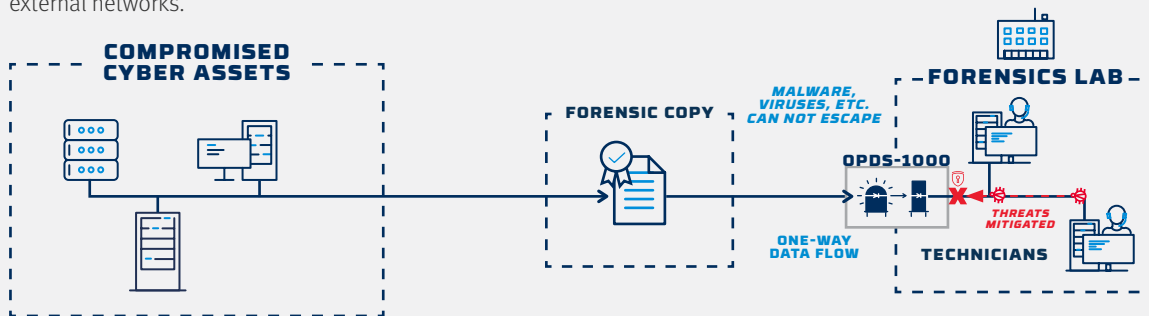 external networks.
COMPROMISED
CYBER ASSETS
FORENSIC COPY
MALWARE,
VIRUSES, ETC.
CAN NOT ESCAPE
OPDS-1000
ONE-WAY
DATA FLOW
FORENSICS LAB
THREATS
MITIGATED
TECHNICIANS